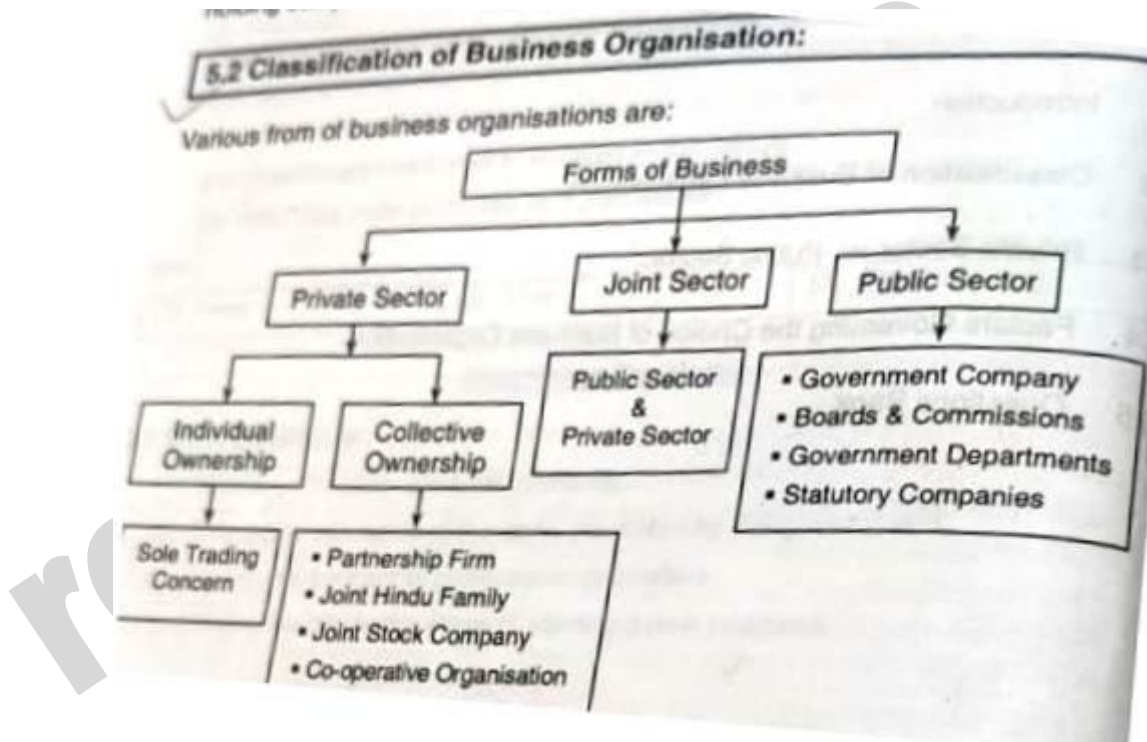 5.2 Classification of Business Organisation:
Various from of business organisations are:
Forms of Business
Private Sector
Joint Sector
Public Sector
Individual
Ownership
Collective
Ownership
Public Sector
&
Private Sector
• Government Company
• Boards & Commissions
• Government Departments
• Statutory Companies
Sole Trading
Concern
• Partnership Firm
• Joint Hindu Family
• Joint Stock Company
• Co-operative Organisation